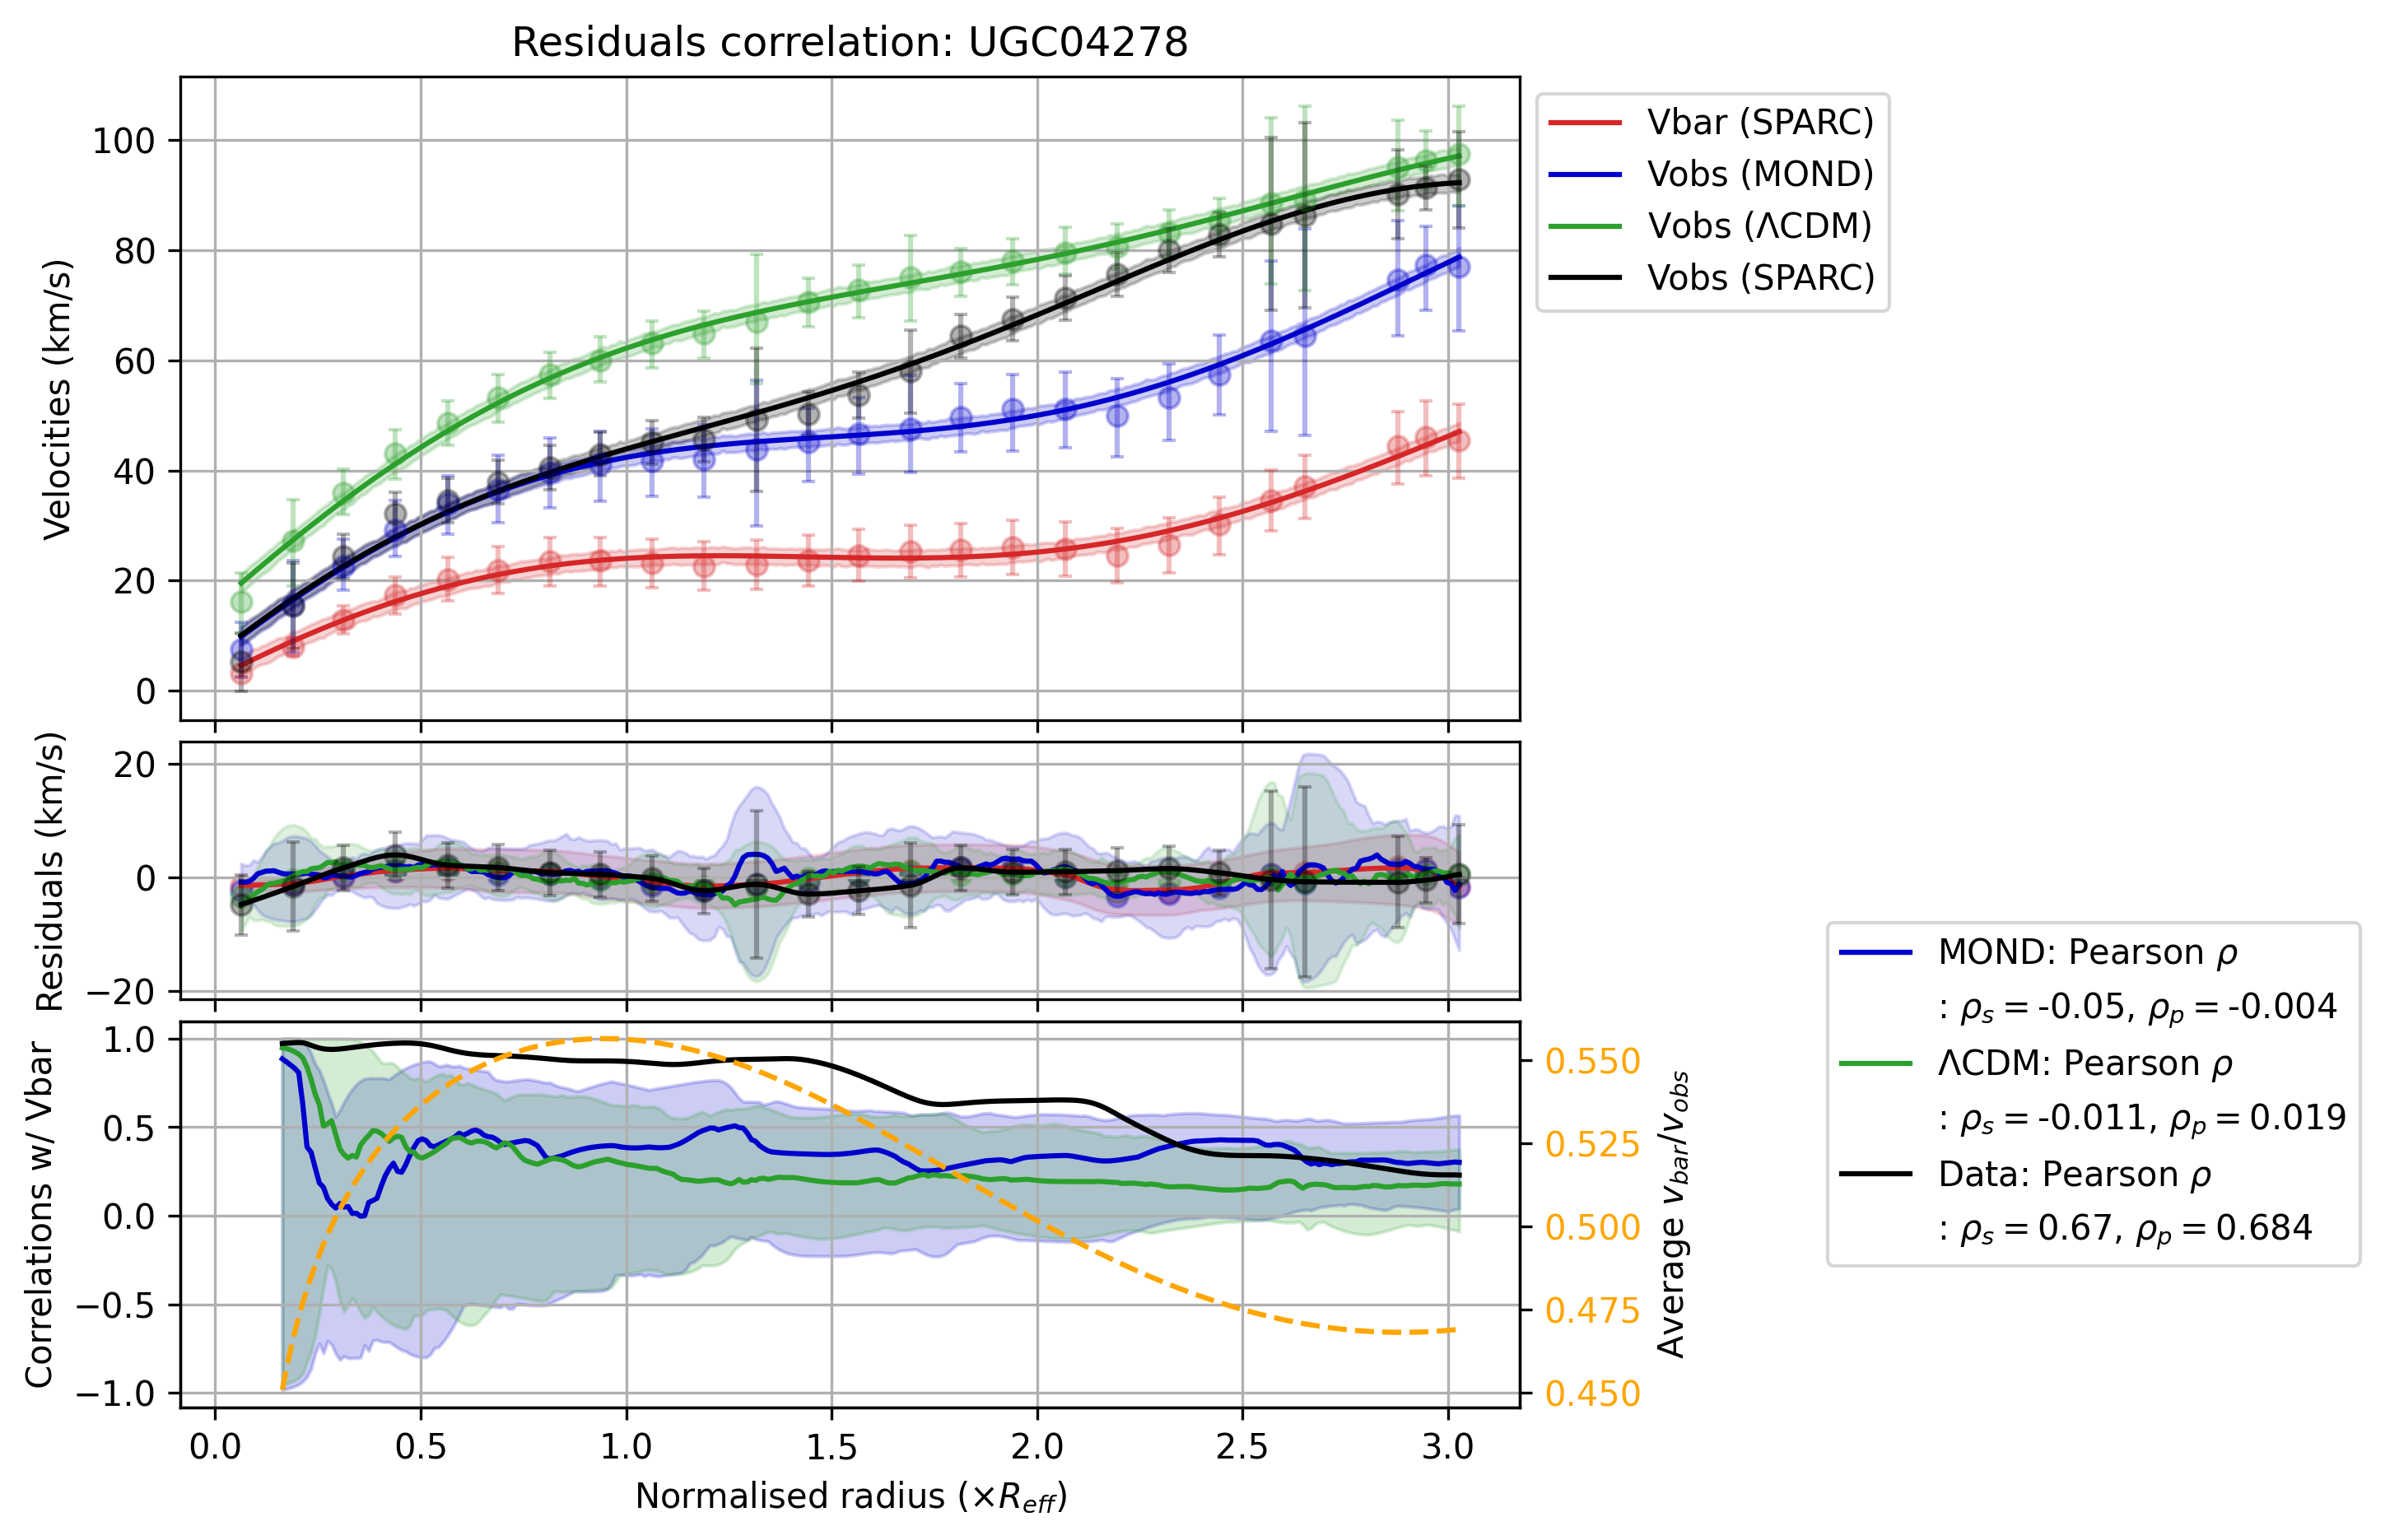 Residuals correlation: UGC04278
Velocities (km/s)
100
80
60
40
20
0
Vbar (SPARC)
Vobs (MOND)
Vobs (ΛCDM)
Vobs (SPARC)
Residuals (km/s)
20
0
−20
Correlations w/ Vbar
1.0
0.5
0.0
−0.5
−1.0
0.550
0.525
0.500
0.475
0.450
Average v_bar/v_obs
MOND: Pearson ρ
: ρ_s = -0.05, ρ_p = -0.004
ΛCDM: Pearson ρ
: ρ_s = -0.011, ρ_p = 0.019
Data: Pearson ρ
: ρ_s = 0.67, ρ_p = 0.684
0.0 0.5 1.0 1.5 2.0 2.5 3.0
Normalised radius (×R_eff)